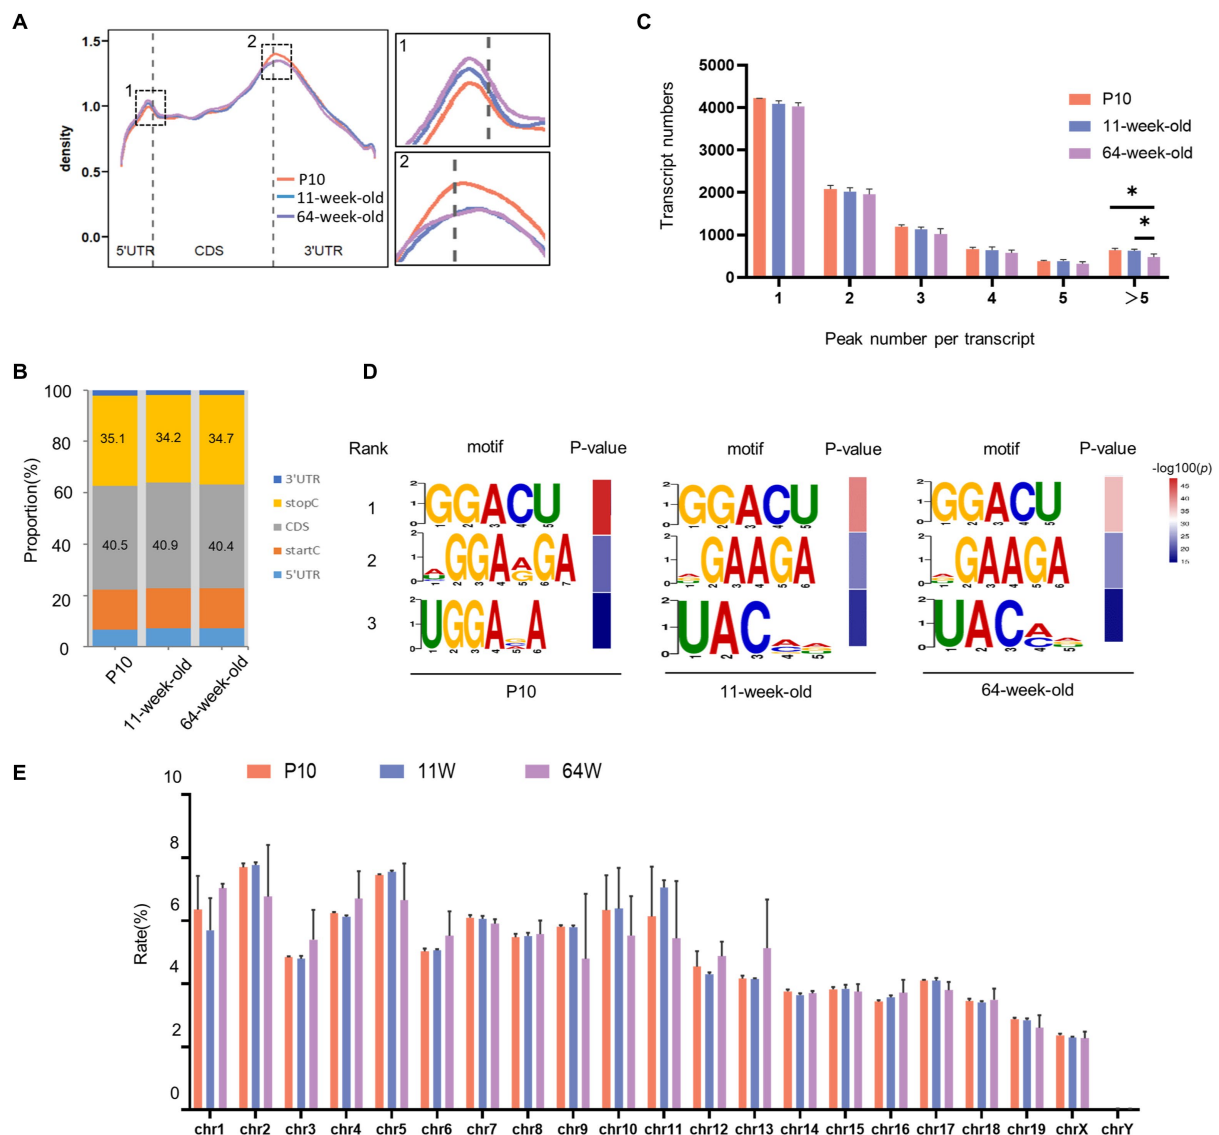 A
1.5
1.0
0.0
density
1
2
P10
11-week-old
64-week-old
5'UTR CDS 3'UTR
1
2
C
5000
4000
3000
2000
1000
0
Transcript numbers
P10
11-week-old
64-week-old
*
*
1 2 3 4 5 >5
Peak number per transcript
B
100
80
60
40
20
0
Proportion(%)
35.1 34.2 34.7
40.5 40.9 40.4
3'UTR
stopC
CDS
startC
5'UTR
P10
11-week-old
64-week-old
D
Rank motif P-value motif P-value motif P-value
-log100(p)
45
40
35
30
25
20
15
1 GGACU GGACU GGACU
2 GGA GA GAAGA GAAGA
3 UGGA A UAC UAC
P10 11-week-old 64-week-old
E
P10 11W 64W
10
8
6
4
2
0
Rate(%)
chr1 chr2 chr3 chr4 chr5 chr6 chr7 chr8 chr9 chr10 chr11 chr12 chr13 chr14 chr15 chr16 chr17 chr18 chr19 chrX chrY